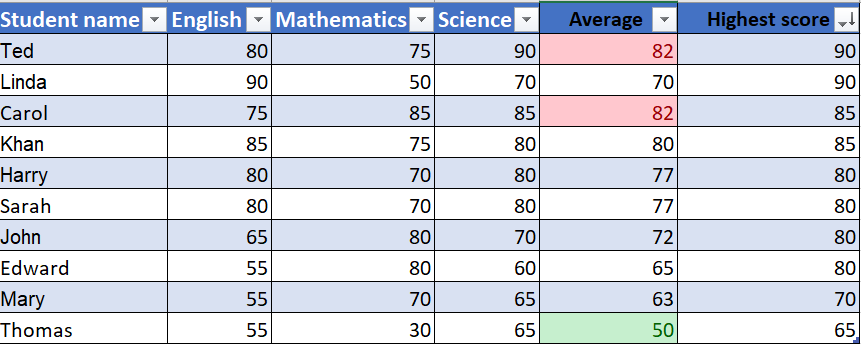 Student name English Mathematics Science Average Highest score
Ted 80 75 90 82 90
Linda 90 50 70 70 90
Carol 75 85 85 82 85
Khan 85 75 80 80 85
Harry 80 70 80 77 80
Sarah 80 70 80 77 80
John 65 80 70 72 80
Edward 55 80 60 65 80
Mary 55 70 65 63 70
Thomas 55 30 65 50 65